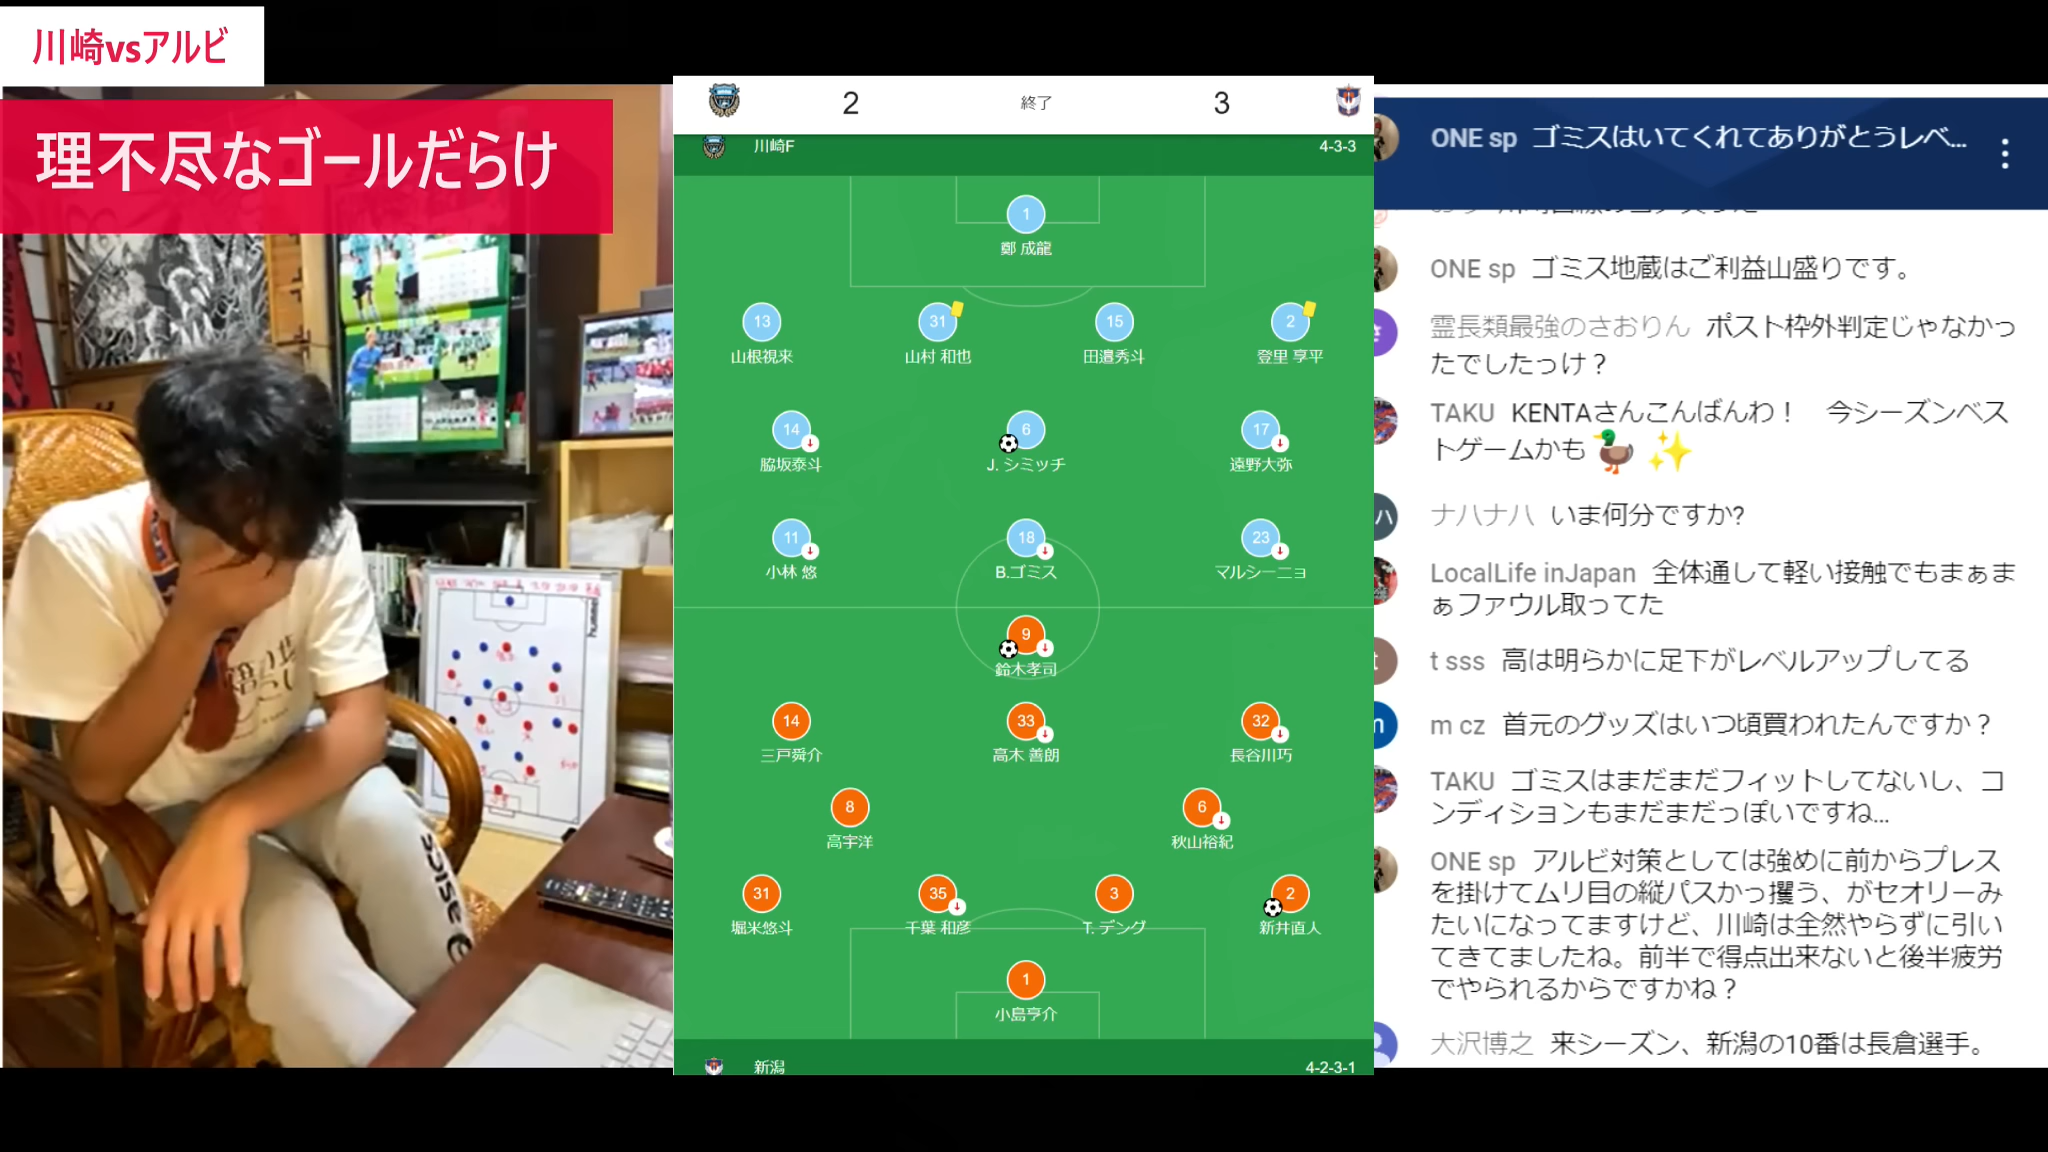 川崎vsアルビ
理不尽なゴールだらけ
2 終了 3
川崎F 4-3-3
1
鄭 成龍
13 31 15 2
山根視来 山村 和也 田邉秀斗 登里 享平
14 6 17
脇坂泰斗 J. シミッチ 遠野大弥
11 18 23
小林 悠 B.ゴミス マルシーニョ
9
鈴木孝司
14 33 32
三戸舜介 高木 善朗 長谷川巧
8 6
高宇洋 秋山裕紀
31 35 3 2
堀米悠斗 千葉 和彦 T. デング 新井直人
1
小島亨介
新潟 4-2-3-1
ONE sp ゴミスはいてくれてありがとうレベ...
ONE sp ゴミス地蔵はご利益山盛りです。
霊長類最強のさおりん ポスト枠外判定じゃなかっ
たでしたっけ？
TAKU KENTAさんこんばんわ！ 今シーズンベス
トゲームかも🦆✨
ナハナハ いま何分ですか?
LocalLife inJapan 全体通して軽い接触でもまぁま
ぁファウル取ってた
t sss 高は明らかに足下がレベルアップしてる
m cz 首元のグッズはいつ頃買われたんですか？
TAKU ゴミスはまだまだフィットしてないし、コ
ンディションもまだまだっぽいですね...
ONE sp アルビ対策としては強めに前からプレス
を掛けてムリ目の縦パスかっ攫う、がセオリーみ
たいになってますけど、川崎は全然やらずに引い
てきてましたね。前半で得点出来ないと後半疲労
でやられるからですかね？
大沢博之 来シーズン、新潟の10番は長倉選手。